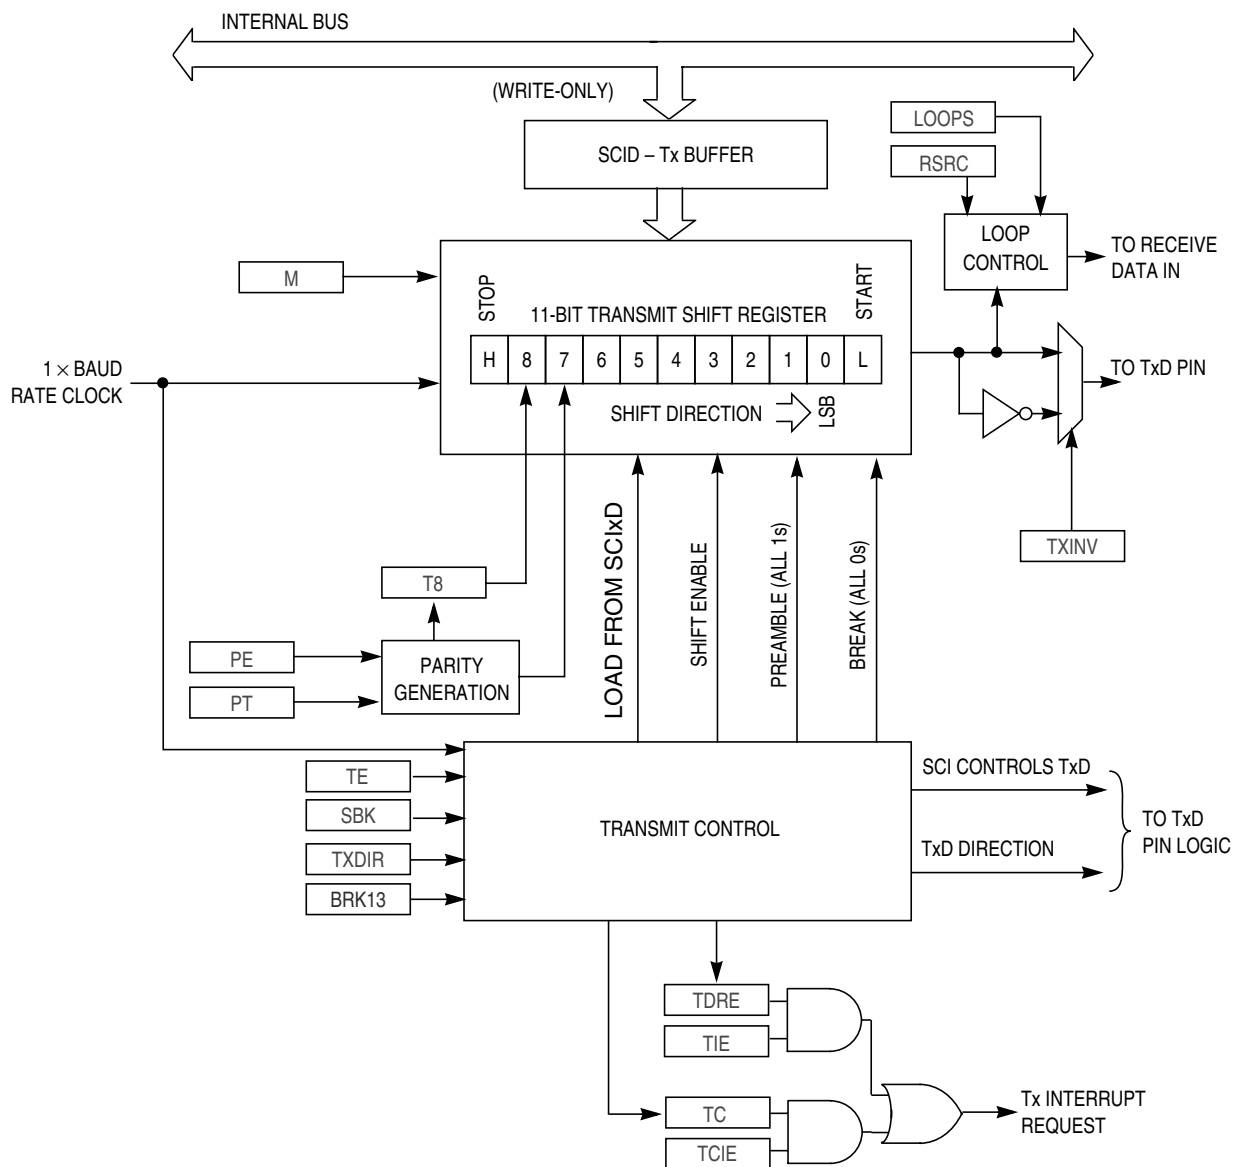 INTERNAL BUS
(WRITE-ONLY)
SCID – Tx BUFFER
LOOPS
RSRC
LOOP
CONTROL
TO RECEIVE
DATA IN
M
STOP
11-BIT TRANSMIT SHIFT REGISTER
START
H 8 7 6 5 4 3 2 1 0 L
SHIFT DIRECTION
LSB
1 × BAUD
RATE CLOCK
TO TxD PIN
TXINV
T8
LOAD FROM SCIxD
SHIFT ENABLE
PREAMBLE (ALL 1s)
BREAK (ALL 0s)
PE
PT
PARITY
GENERATION
TE
SBK
TXDIR
BRK13
TRANSMIT CONTROL
SCI CONTROLS TxD
TxD DIRECTION
TO TxD
PIN LOGIC
TDRE
TIE
TC
TCIE
Tx INTERRUPT
REQUEST